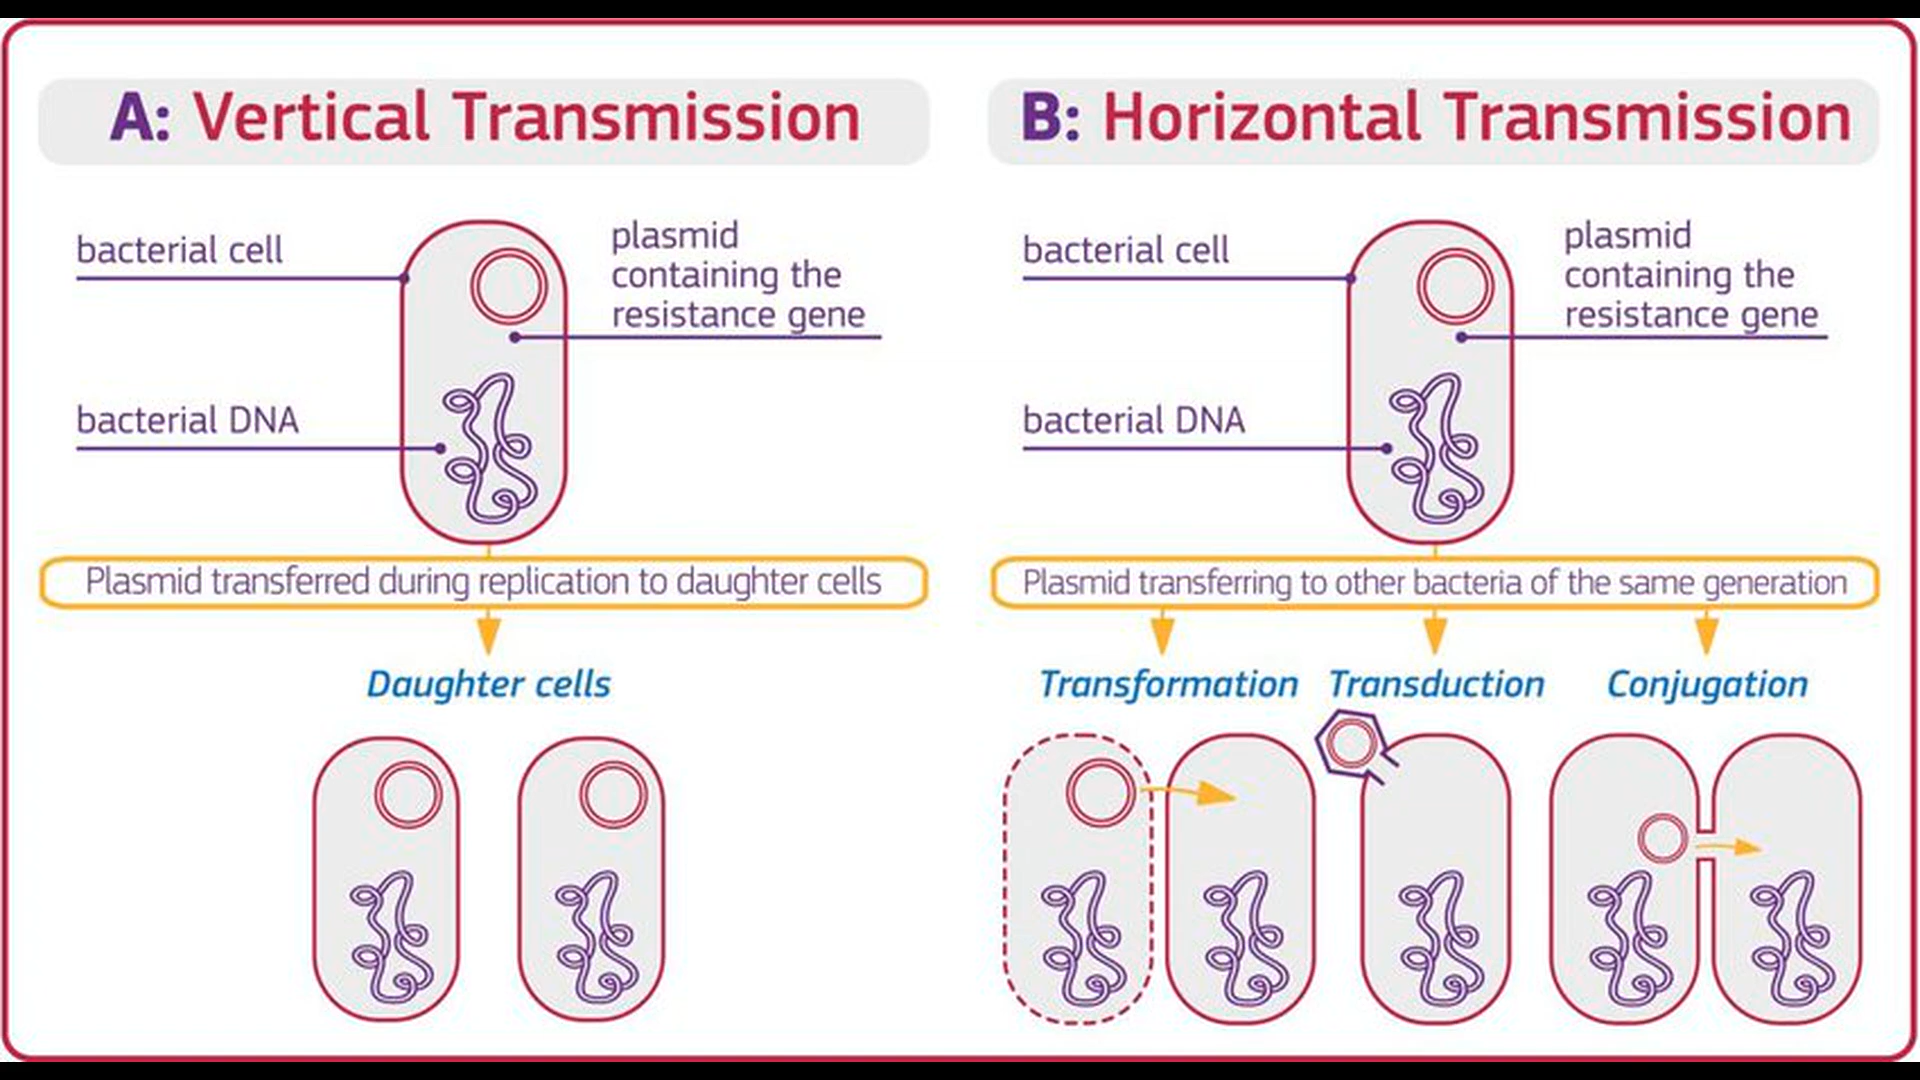 A: Vertical Transmission
bacterial cell
plasmid
containing the
resistance gene
bacterial DNA
Plasmid transferred during replication to daughter cells
Daughter cells
B: Horizontal Transmission
bacterial cell
plasmid
containing the
resistance gene
bacterial DNA
Plasmid transferring to other bacteria of the same generation
Transformation
Transduction
Conjugation